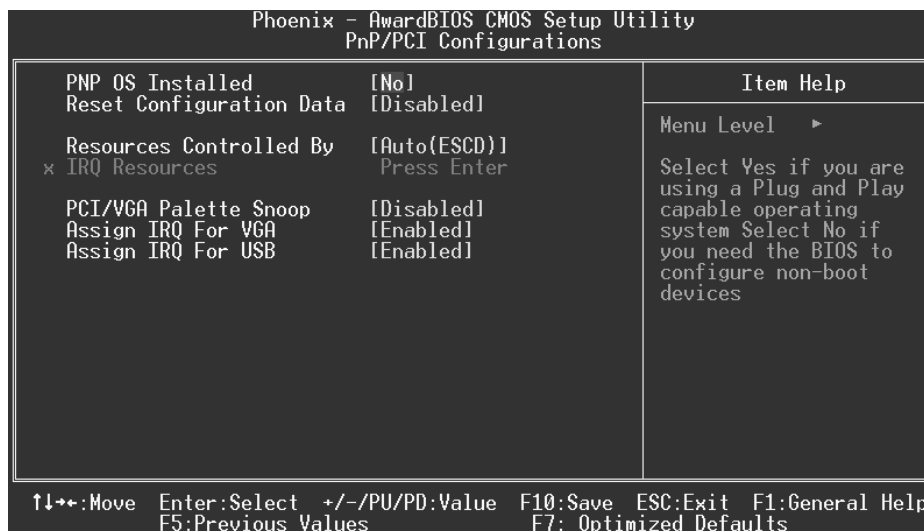 Phoenix - AwardBIOS CMOS Setup Utility
PnP/PCI Configurations
PNP OS Installed [No]
Reset Configuration Data [Disabled]
Resources Controlled By [Auto(ESCD)]
x IRQ Resources Press Enter
PCI/VGA Palette Snoop [Disabled]
Assign IRQ For VGA [Enabled]
Assign IRQ For USB [Enabled]
Item Help
Menu Level ►
Select Yes if you are
using a Plug and Play
capable operating
system Select No if
you need the BIOS to
configure non-boot
devices
↑↓→←:Move Enter:Select +/-/PU/PD:Value F10:Save ESC:Exit F1:General Help
F5:Previous Values F7: Optimized Defaults